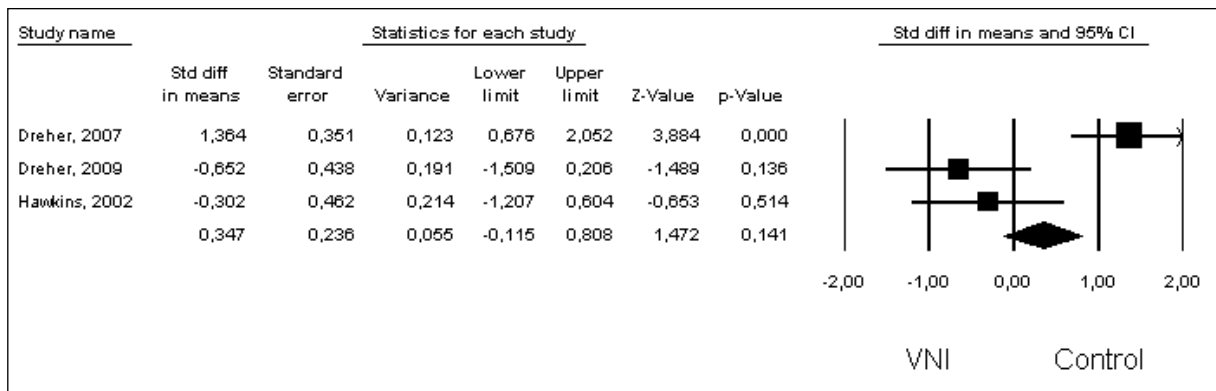 Study name Statistics for each study Std diff in means and 95% CI
Std diff Standard Lower Upper
in means error Variance limit limit Z-Value p-Value
Dreher, 2007 1,364 0,351 0,123 0,676 2,052 3,884 0,000
Dreher, 2009 -0,652 0,438 0,191 -1,509 0,206 -1,489 0,136
Hawkins, 2002 -0,302 0,462 0,214 -1,207 0,604 -0,653 0,514
0,347 0,236 0,055 -0,115 0,808 1,472 0,141
-2,00 -1,00 0,00 1,00 2,00
VNI Control